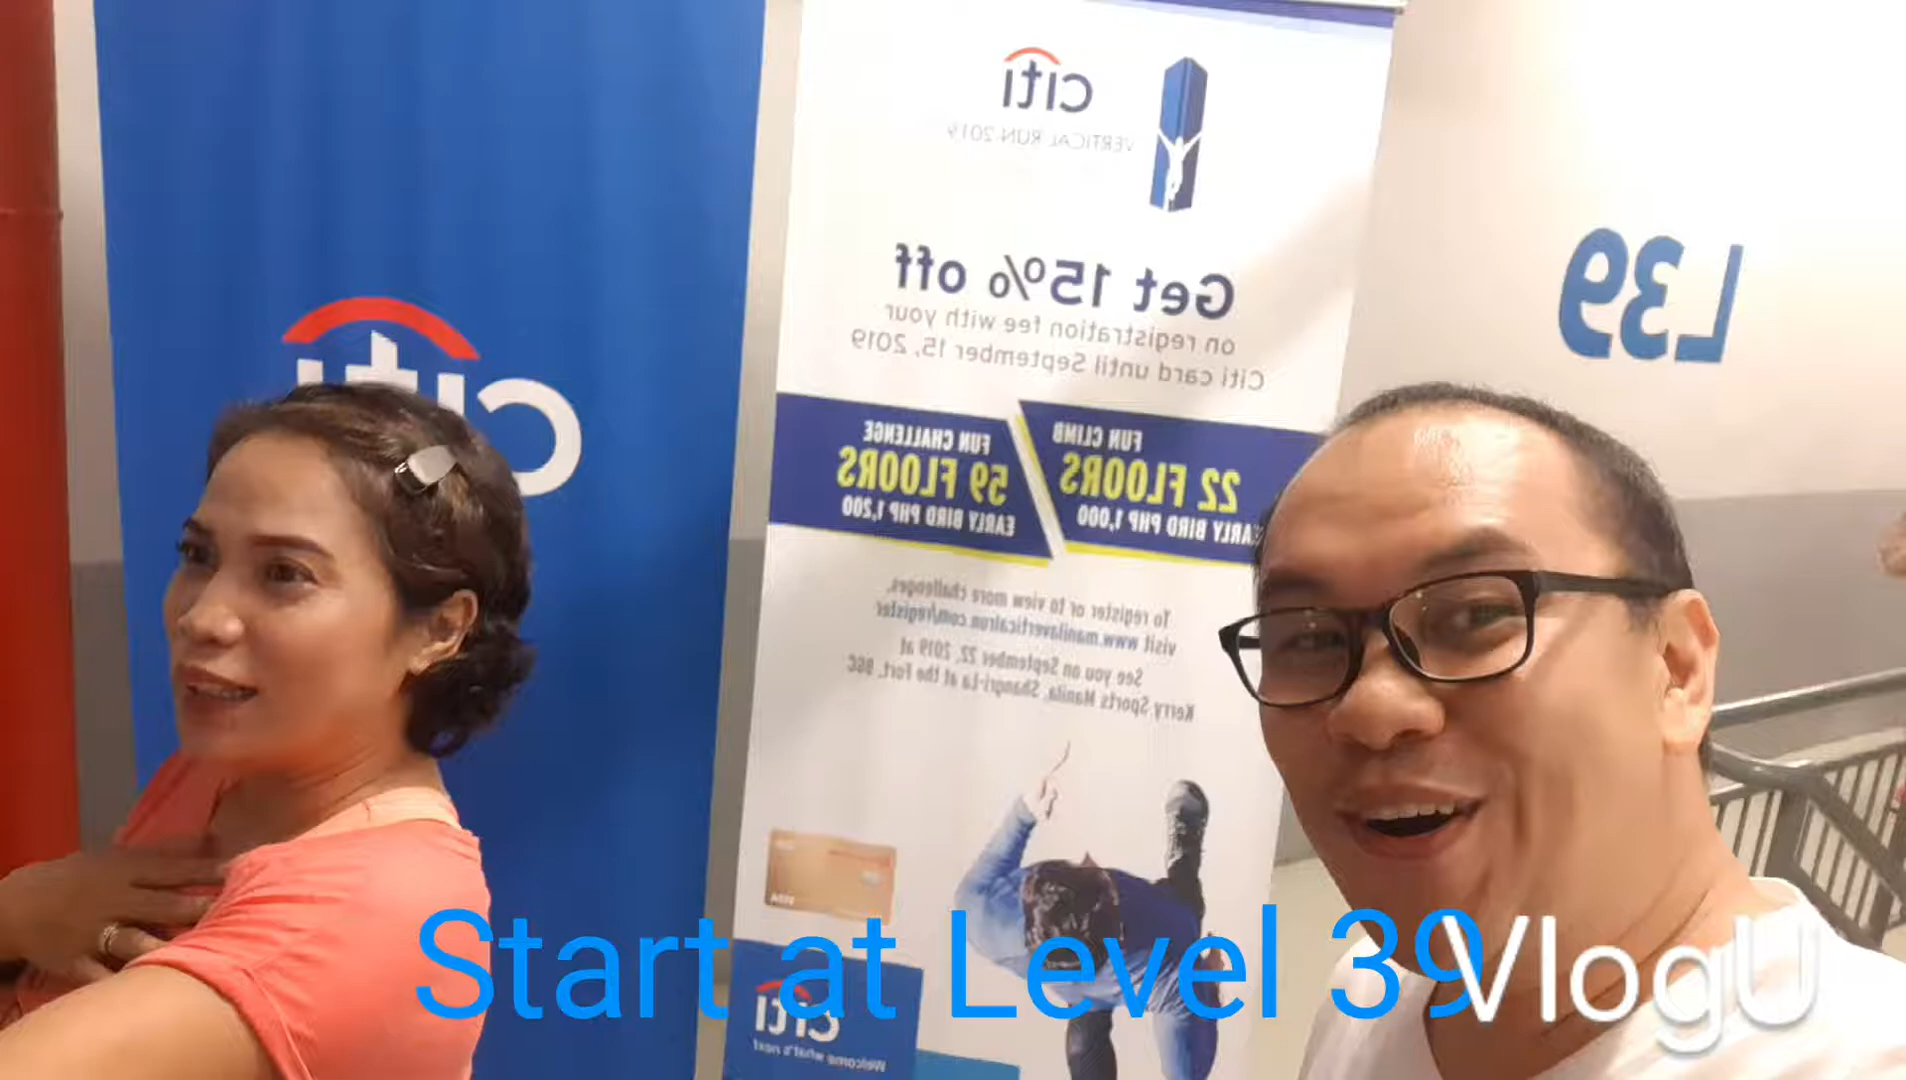 citi
citi
VERTICAL RUN 2019
Get 15% off
on registration fee with your
Citi card until September 15, 2019
FUN CLIMB
22 FLOORS
EARLY BIRD PHP 1,000
FUN CHALLENGE
59 FLOORS
EARLY BIRD PHP 1,200
To register or to view more challenges,
visit www.manilaverticalrun.com/register
See you on September 22, 2019 at
Kerry Sports Manila, Shangri-La at the Fort, BGC
VISA
citi
Welcome what's next
L39
Start at Level 39
VlogU